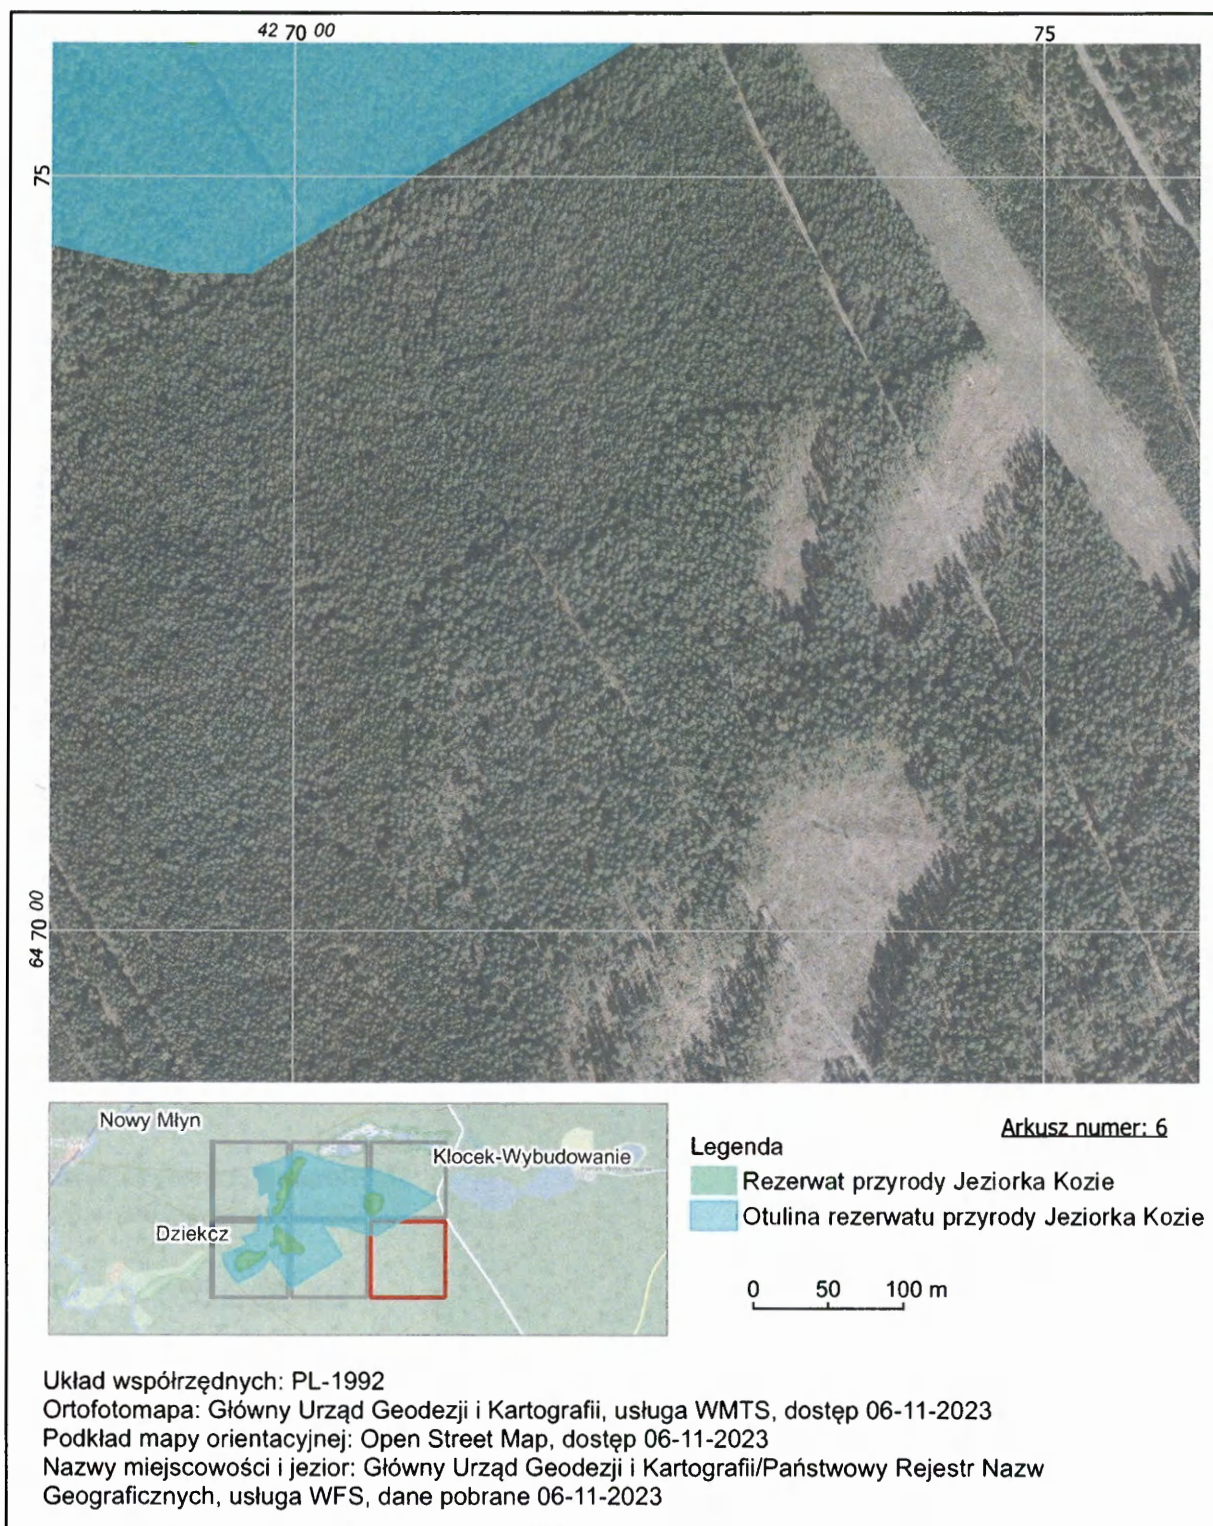 42 70 00
75
75
64 70 00
Nowy Młyn
Klocek-Wybudowanie
Dziekcz
Arkusz numer: 6
Legenda
Rezerwat przyrody Jeziorka Kozie
Otulina rezerwatu przyrody Jeziorka Kozie
0 50 100 m
Układ współrzędnych: PL-1992
Ortofotomapa: Główny Urząd Geodezji i Kartografii, usługa WMTS, dostęp 06-11-2023
Podkład mapy orientacyjnej: Open Street Map, dostęp 06-11-2023
Nazwy miejscowości i jezior: Główny Urząd Geodezji i Kartografii/Państwowy Rejestr Nazw
Geograficznych, usługa WFS, dane pobrane 06-11-2023